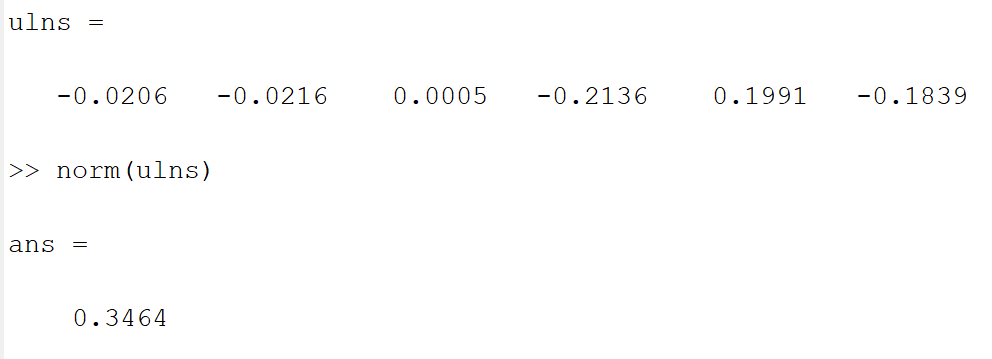 ulns =
-0.0206 -0.0216 0.0005 -0.2136 0.1991 -0.1839
>> norm(ulns)
ans =
0.3464